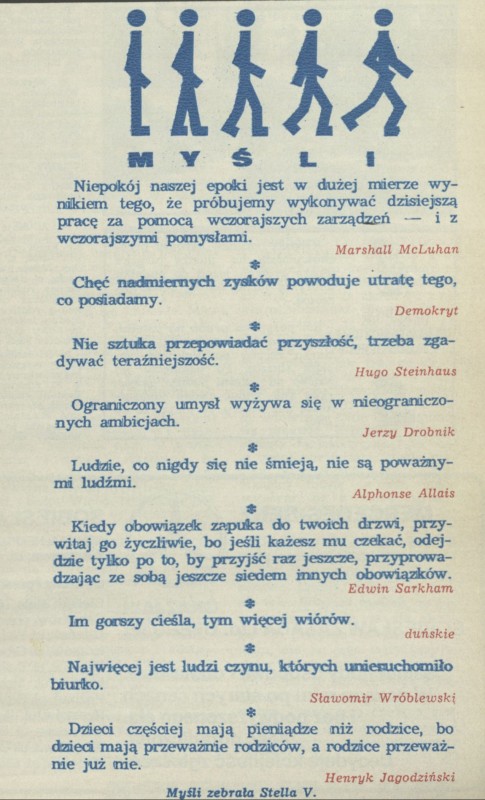 MYŚLI
Niepokój naszej epoki jest w dużej mierze wy-
nikiem tego, że próbujemy wykonywać dzisiejszą
pracę za pomocą wczorajszych zarządzeń — i z
wczorajszymi pomysłami.
Marshall McLuhan
*
Chęć nadmiernych zysków powoduje utratę tego,
co posiadamy.
Demokryt
*
Nie sztuka przepowiadać przyszłość, trzeba zga-
dywać teraźniejszość.
Hugo Steinhaus
*
Ograniczony umysł wyżywa się w nieograniczo-
nych ambicjach.
Jerzy Drobnik
*
Ludzie, co nigdy się nie śmieją, nie są poważny-
mi ludźmi.
Alphonse Allais
*
Kiedy obowiązek zapuka do twoich drzwi, przy-
witaj go życzliwie, bo jeśli każesz mu czekać, odej-
dzie tylko po to, by przyjść raz jeszcze, przyprowa-
dzając ze sobą jeszcze siedem innych obowiązków.
Edwin Sarkham
*
Im gorszy cieśla, tym więcej wiórów.
duńskie
*
Najwięcej jest ludzi czynu, których unieruchomiło
biurko.
Sławomir Wróblewski
*
Dzieci częściej mają pieniądze niż rodzice, bo
dzieci mają przeważnie rodziców, a rodzice przeważ-
nie już nie.
Henryk Jagodziński
Myśli zebrała Stella V.